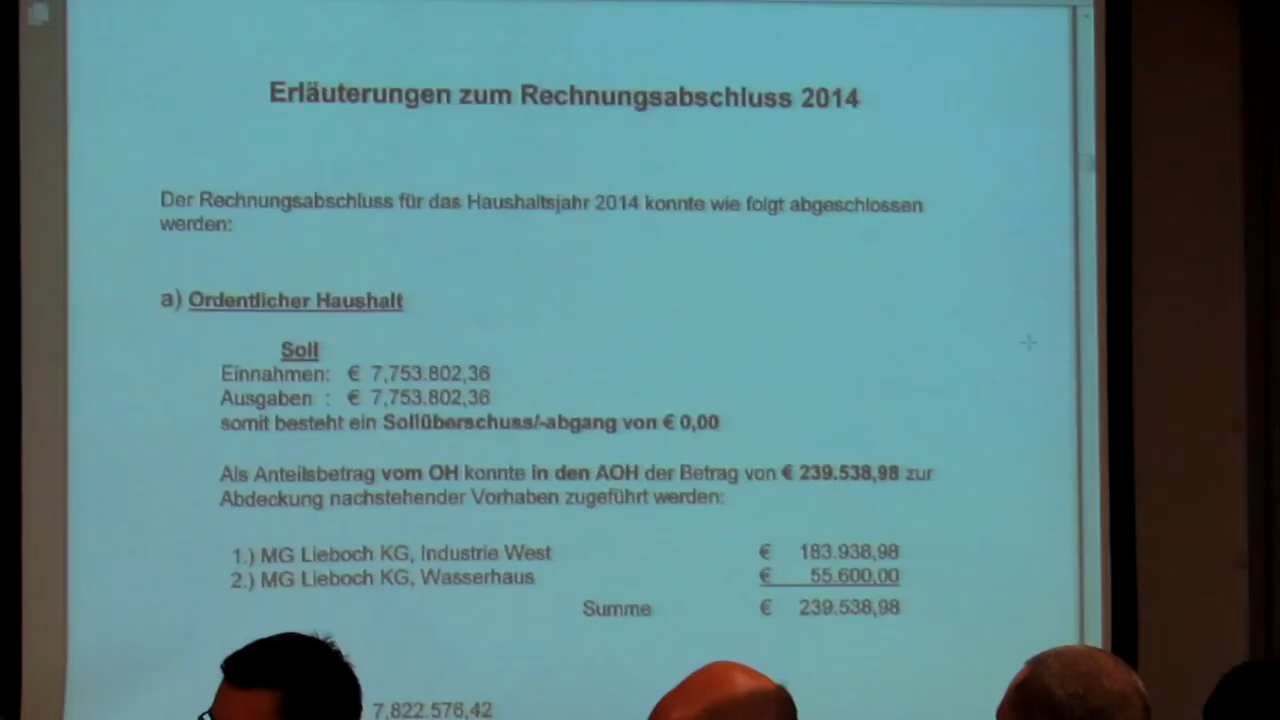 Erläuterungen zum Rechnungsabschluss 2014
Der Rechnungsabschluss für das Haushaltsjahr 2014 konnte wie folgt abgeschlossen
werden:
a) Ordentlicher Haushalt
Soll
Einnahmen: € 7,753.802,36
Ausgaben : € 7,753.802,36
somit besteht ein Sollüberschuss/-abgang von € 0,00
Als Anteilsbetrag vom OH konnte in den AOH der Betrag von € 239.538,98 zur
Abdeckung nachstehender Vorhaben zugeführt werden:
1.) MG Lieboch KG, Industrie West € 183.938,98
2.) MG Lieboch KG, Wasserhaus € 55.600,00
Summe € 239.538,98
7,822.576,42